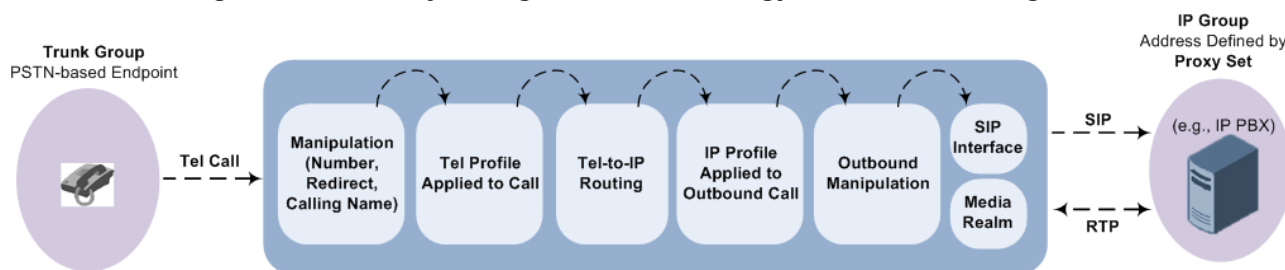 Trunk Group
PSTN-based Endpoint
Tel Call
Manipulation
(Number,
Redirect,
Calling Name)
Tel Profile
Applied to Call
Tel-to-IP
Routing
IP Profile
Applied to
Outbound Call
Outbound
Manipulation
SIP
Interface
Media
Realm
SIP
RTP
IP Group
Address Defined by
Proxy Set
(e.g., IP PBX)